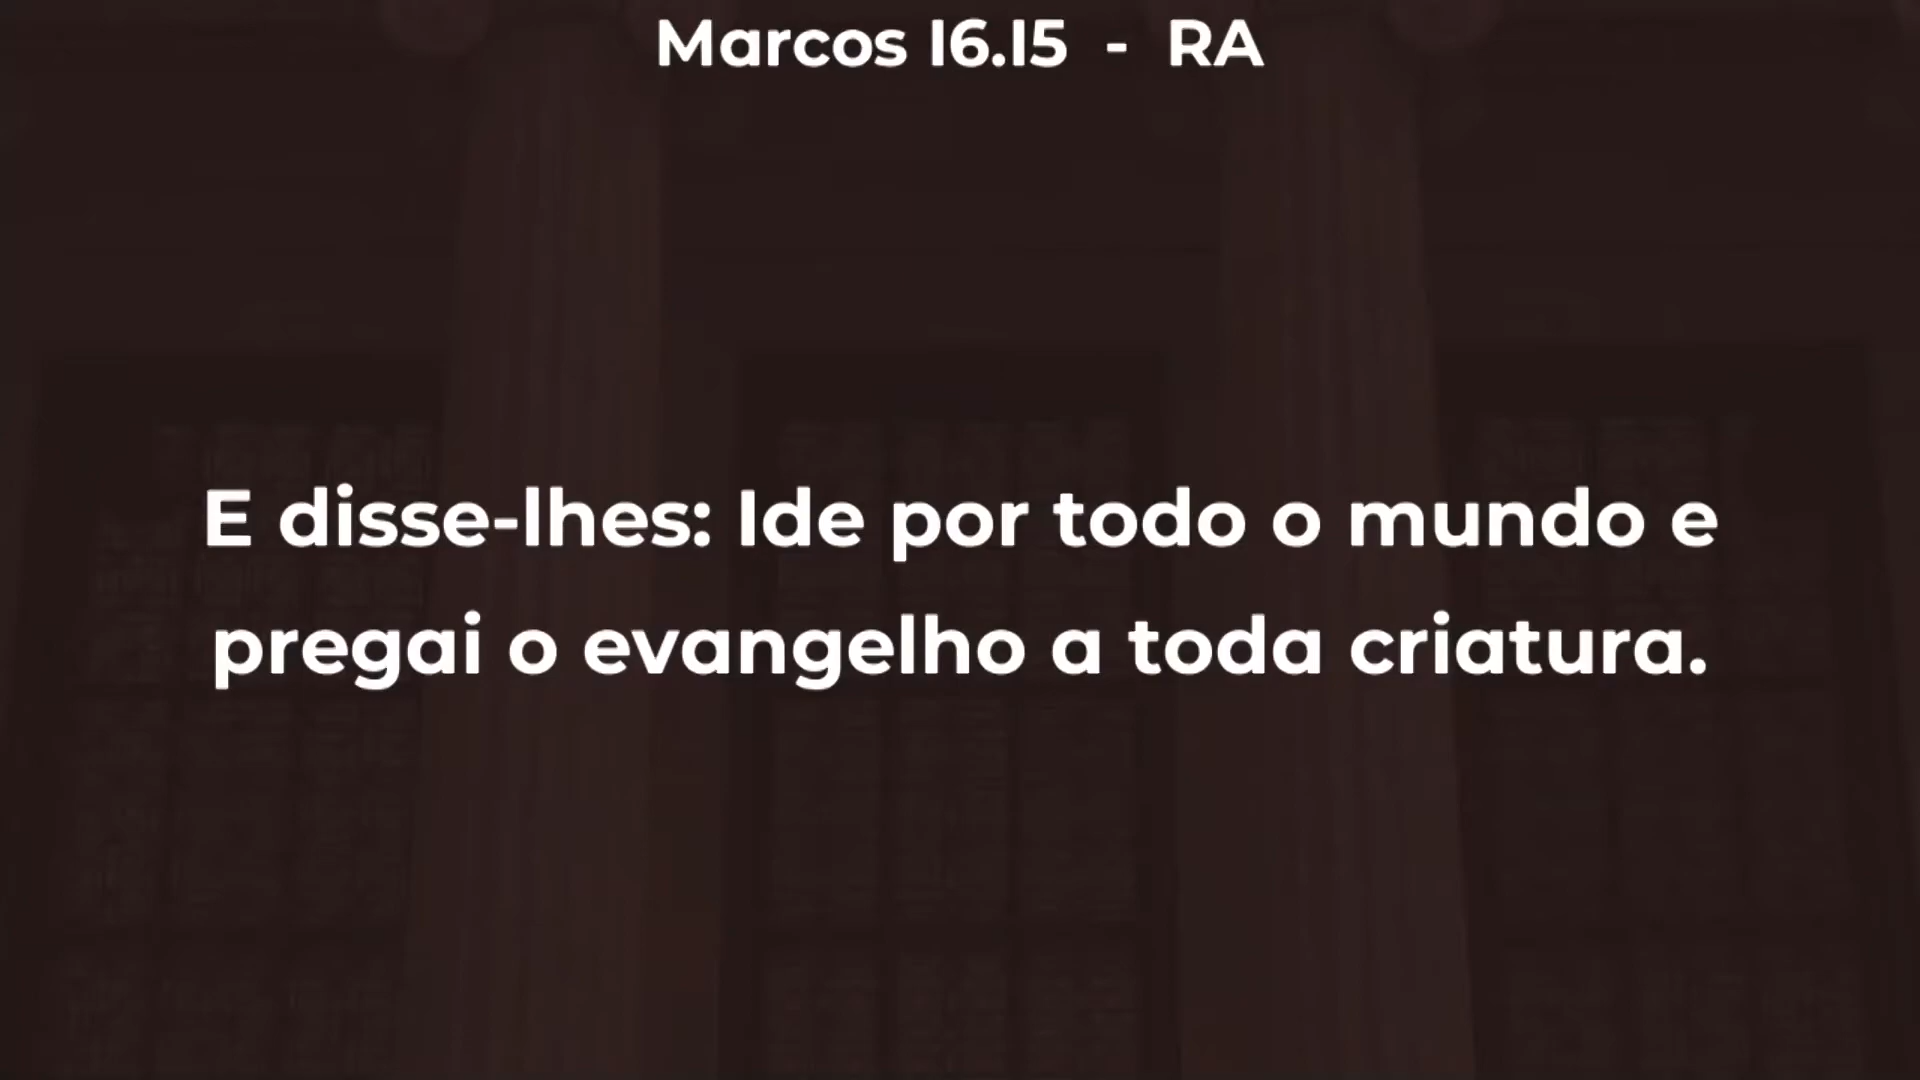 Marcos 16.15 - RA
E disse-lhes: Ide por todo o mundo e
pregai o evangelho a toda criatura.